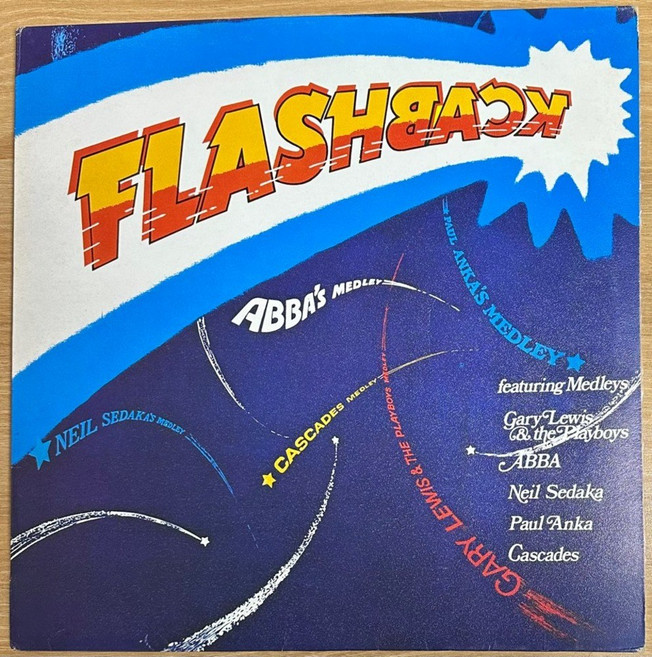 FLASHBACK
PAUL ANKA'S MEDLEY
ABBA'S MEDLEY
CASCADES MEDLEY
GARY LEWIS & THE PLAYBOYS MEDLEY
NEIL SEDAKA'S MEDLEY
featuring Medleys
Gary Lewis
& the Playboys
ABBA
Neil Sedaka
Paul Anka
Cascades